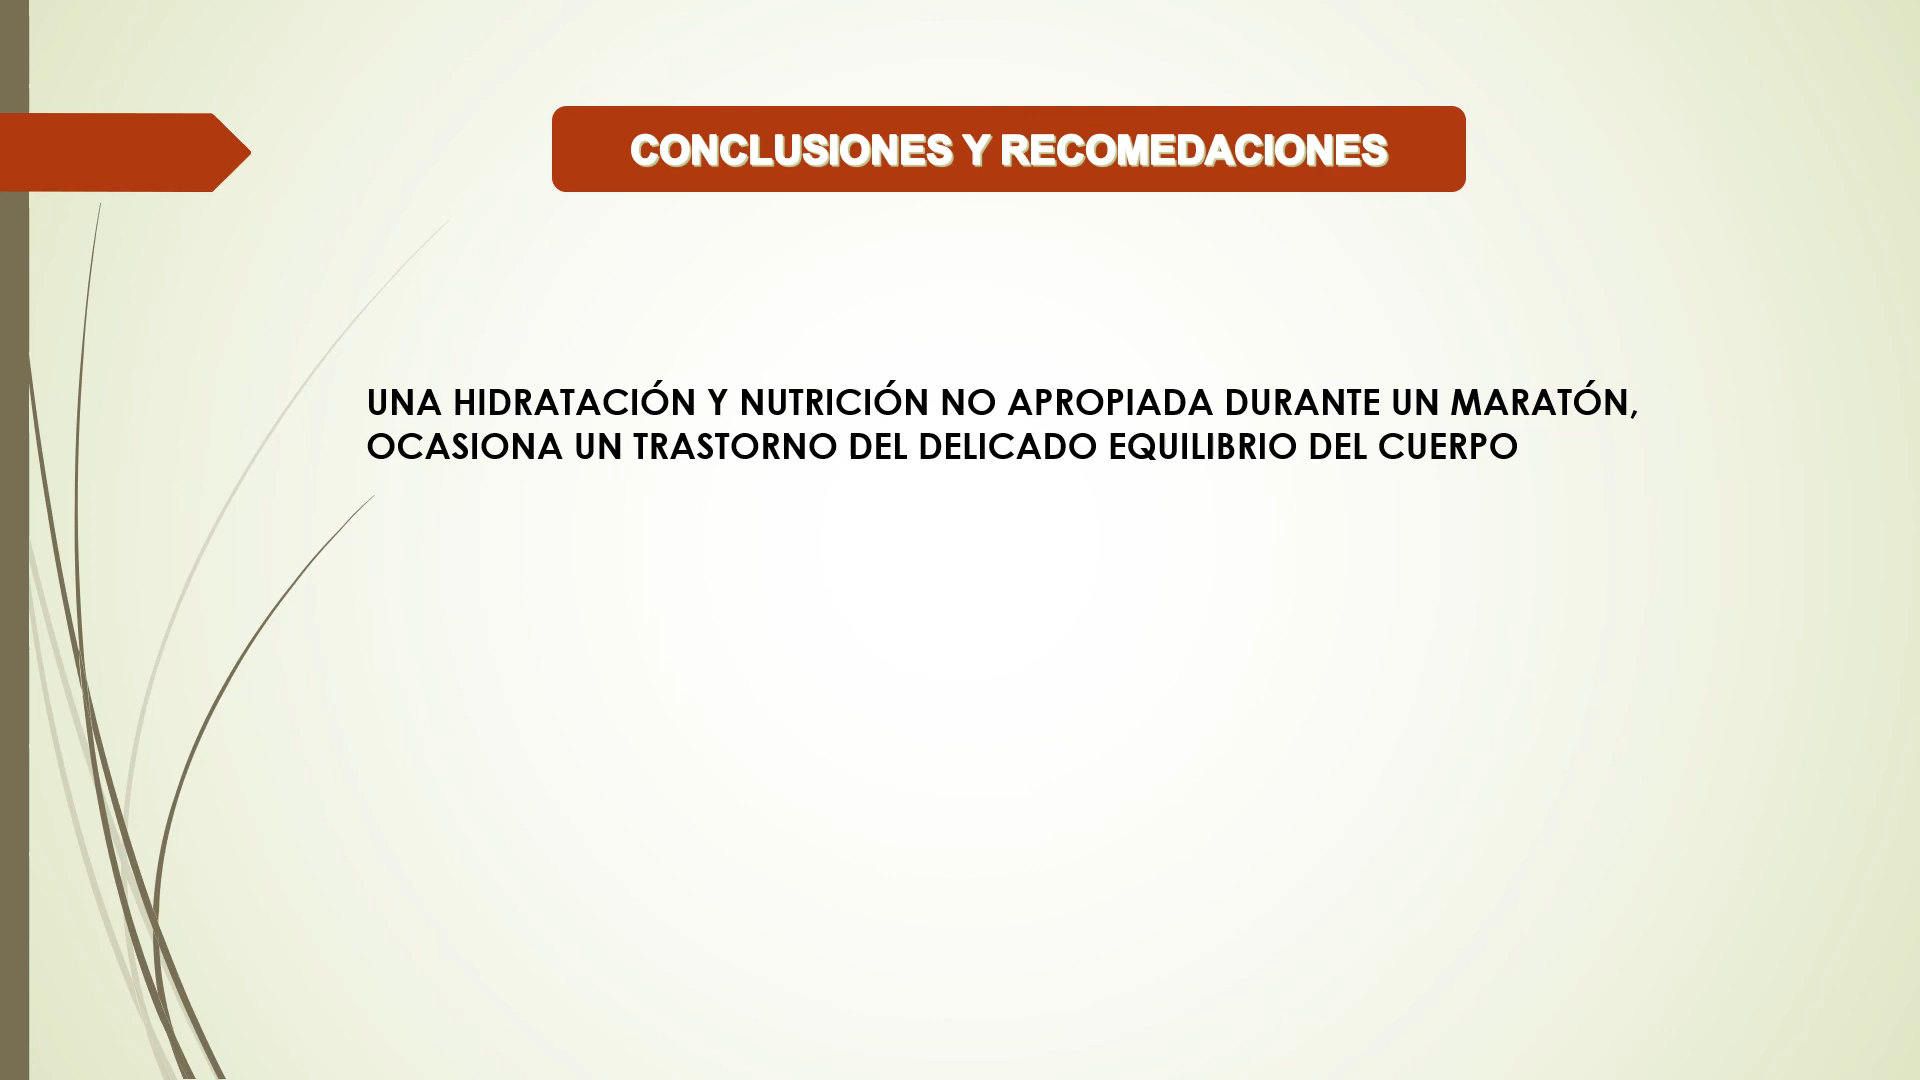 CONCLUSIONES Y RECOMEDACIONES
UNA HIDRATACIÓN Y NUTRICIÓN NO APROPIADA DURANTE UN MARATÓN,
OCASIONA UN TRASTORNO DEL DELICADO EQUILIBRIO DEL CUERPO